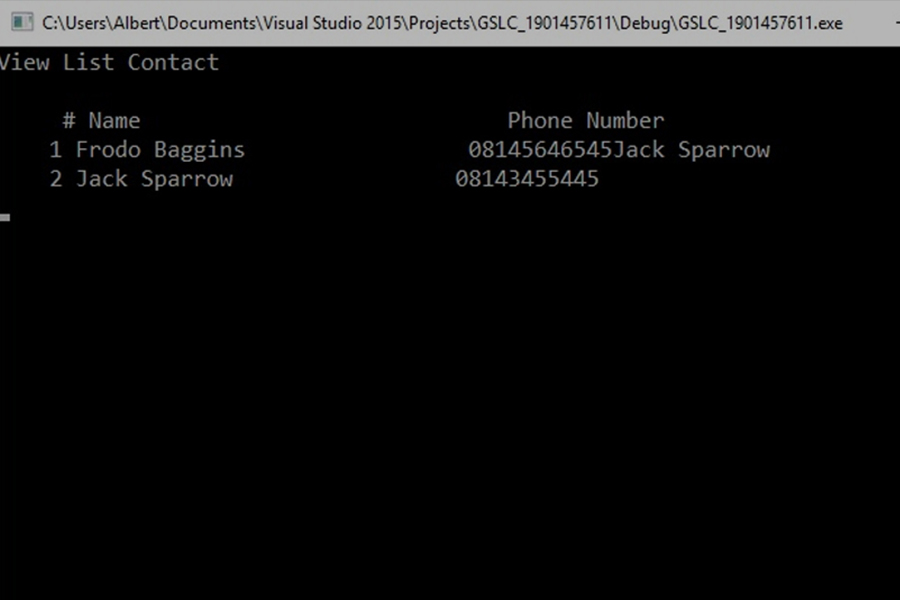 C:\Users\Albert\Documents\Visual Studio 2015\Projects\GSLC_1901457611\Debug\GSLC_1901457611.exe
View List Contact
# Name Phone Number
1 Frodo Baggins 08145646545Jack Sparrow
2 Jack Sparrow 08143455445